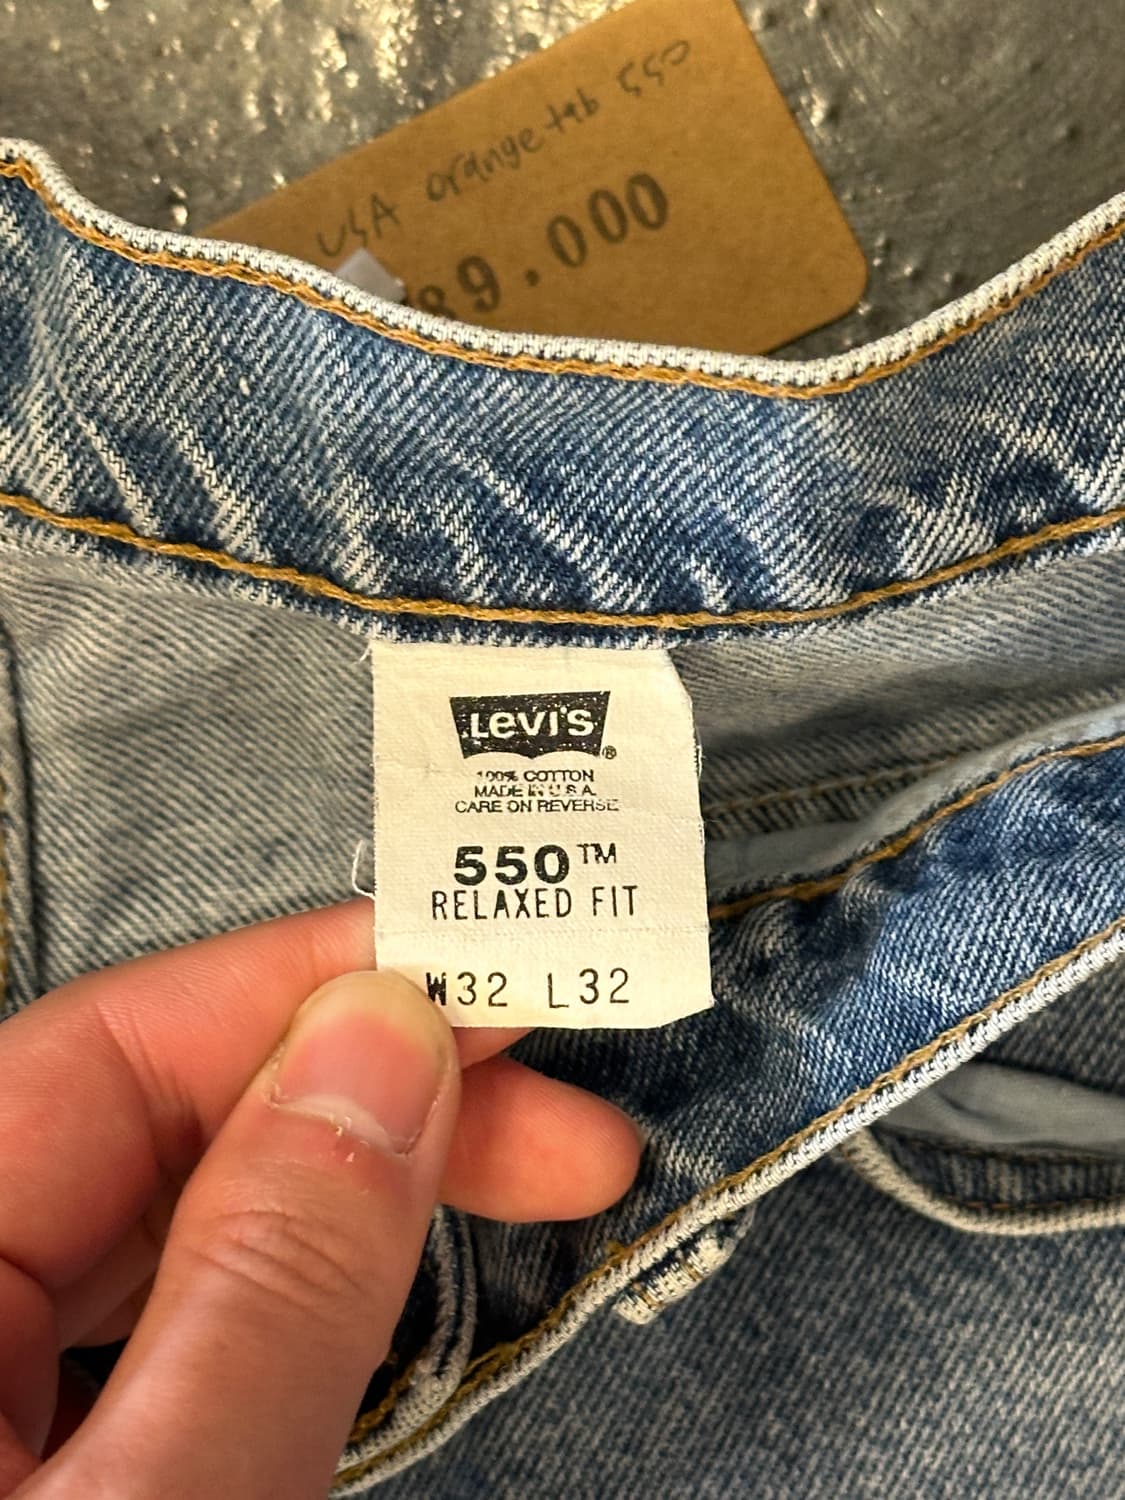 USA orange tab 550
89.000
LEVI'S ®
100% COTTON
MADE IN U.S.A.
CARE ON REVERSE
550™
RELAXED FIT
W32 L32